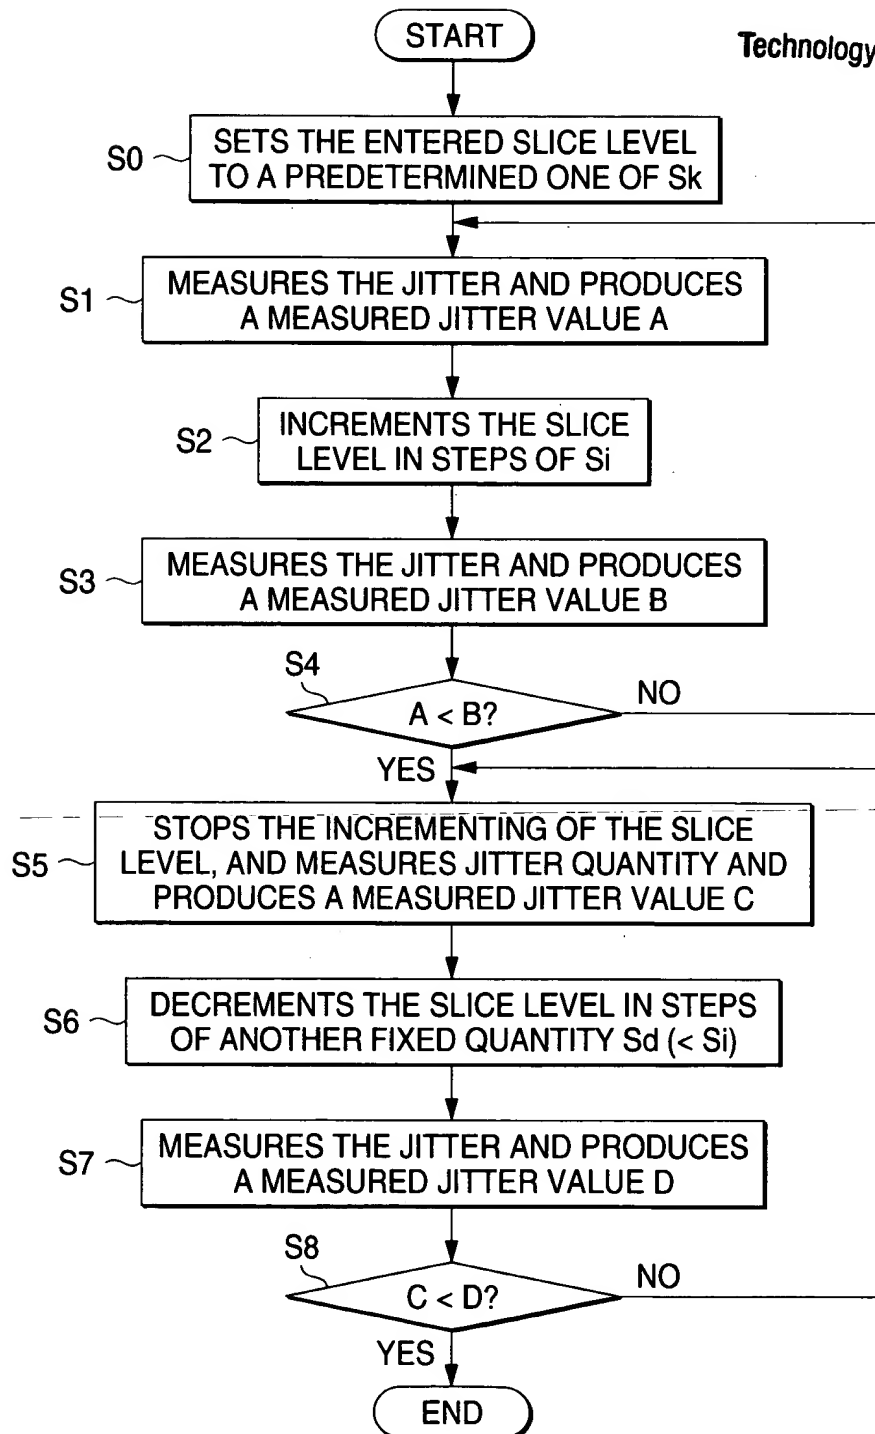 START
Technology
S0
SETS THE ENTERED SLICE LEVEL
TO A PREDETERMINED ONE OF Sk
S1
MEASURES THE JITTER AND PRODUCES
A MEASURED JITTER VALUE A
S2
INCREMENTS THE SLICE
LEVEL IN STEPS OF Si
S3
MEASURES THE JITTER AND PRODUCES
A MEASURED JITTER VALUE B
S4
A < B?
NO
YES
S5
STOPS THE INCREMENTING OF THE SLICE
LEVEL, AND MEASURES JITTER QUANTITY AND
PRODUCES A MEASURED JITTER VALUE C
S6
DECREMENTS THE SLICE LEVEL IN STEPS
OF ANOTHER FIXED QUANTITY Sd (< Si)
S7
MEASURES THE JITTER AND PRODUCES
A MEASURED JITTER VALUE D
S8
C < D?
NO
YES
END